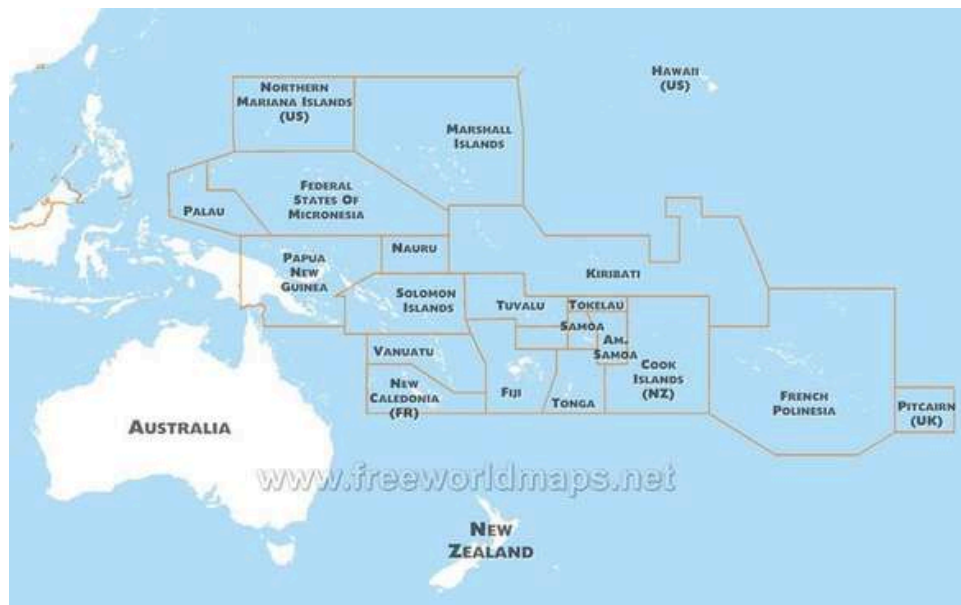 HAWAII
(US)
NORTHERN
MARIANA ISLANDS
(US)
MARSHALL
ISLANDS
FEDERAL
STATES OF
MICRONESIA
PALAU
NAURU
PAPUA
NEW
GUINEA
KIRIBATI
SOLOMON
ISLANDS
TUVALU
TOKELAU
SAMOA
AM.
SAMOA
VANUATU
COOK
ISLANDS
(NZ)
NEW
CALEDONIA
(FR)
FIJI
TONGA
FRENCH
POLINESIA
PITCAIRN
(UK)
AUSTRALIA
www.freeworldmaps.net
NEW
ZEALAND